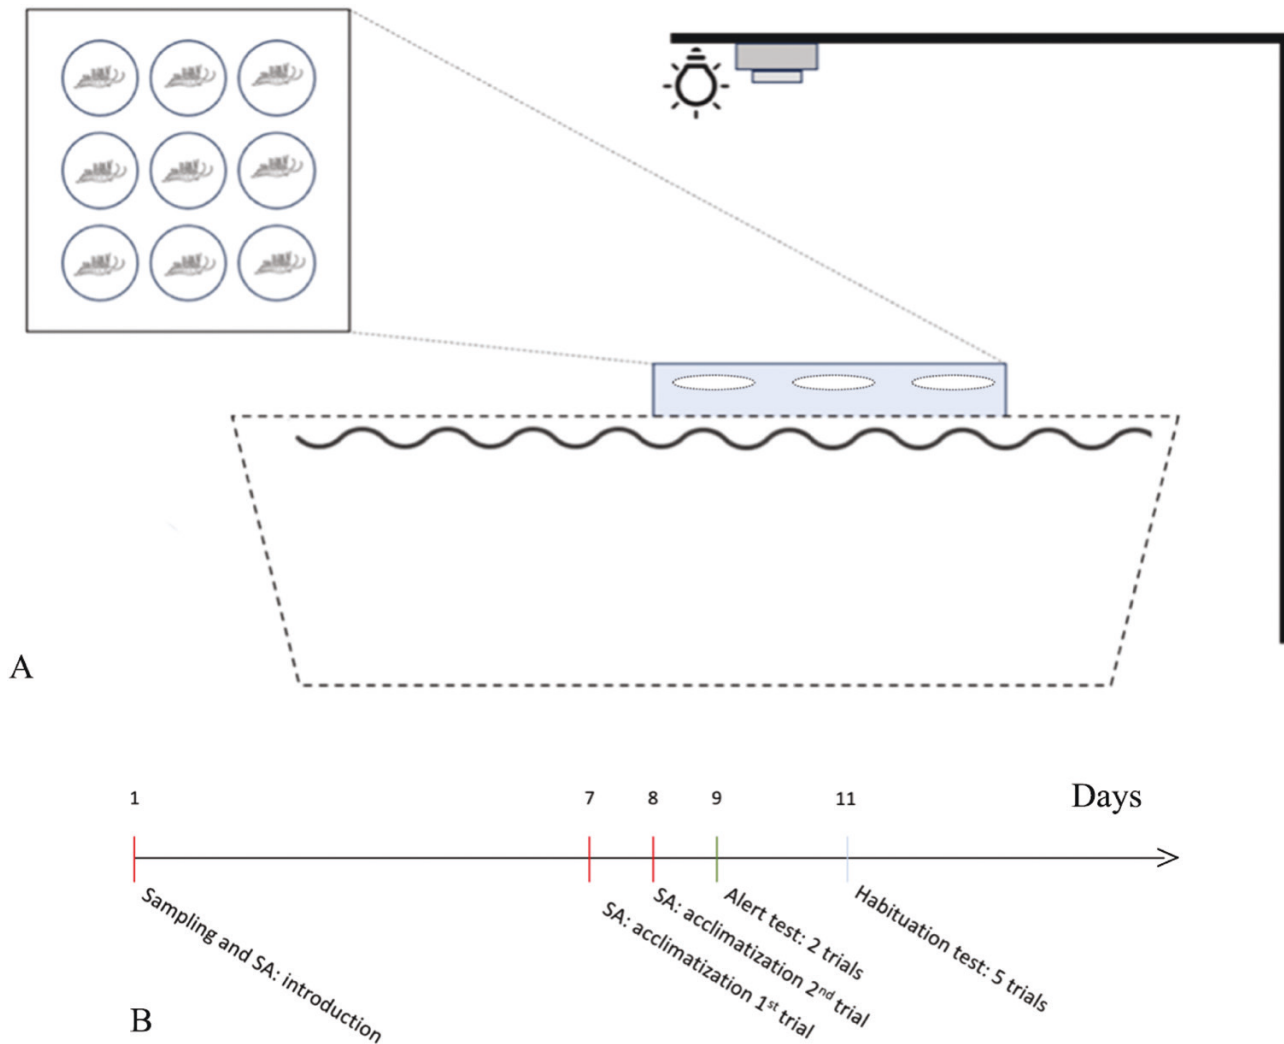 A
1
7
8
9
11
Days
Sampling and SA: introduction
SA: acclimatization 1st trial
SA: acclimatization 2nd trial
Alert test: 2 trials
Habituation test: 5 trials
B